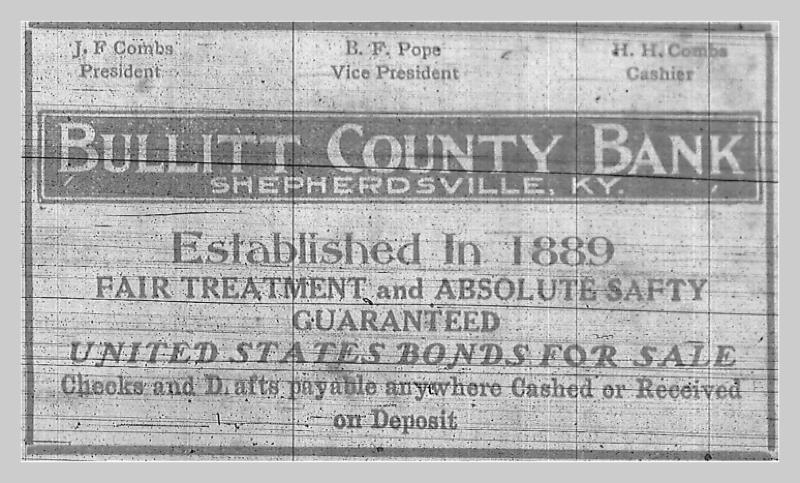 J. F Combs B. F. Pope H. H. Combs
President Vice President Cashier
BULLITT COUNTY BANK
SHEPHERDSVILLE, KY.
Established In 1889
FAIR TREATMENT and ABSOLUTE SAFTY
GUARANTEED
UNITED STATES BONDS FOR SALE
Checks and Drafts payable anywhere Cashed or Received
on Deposit